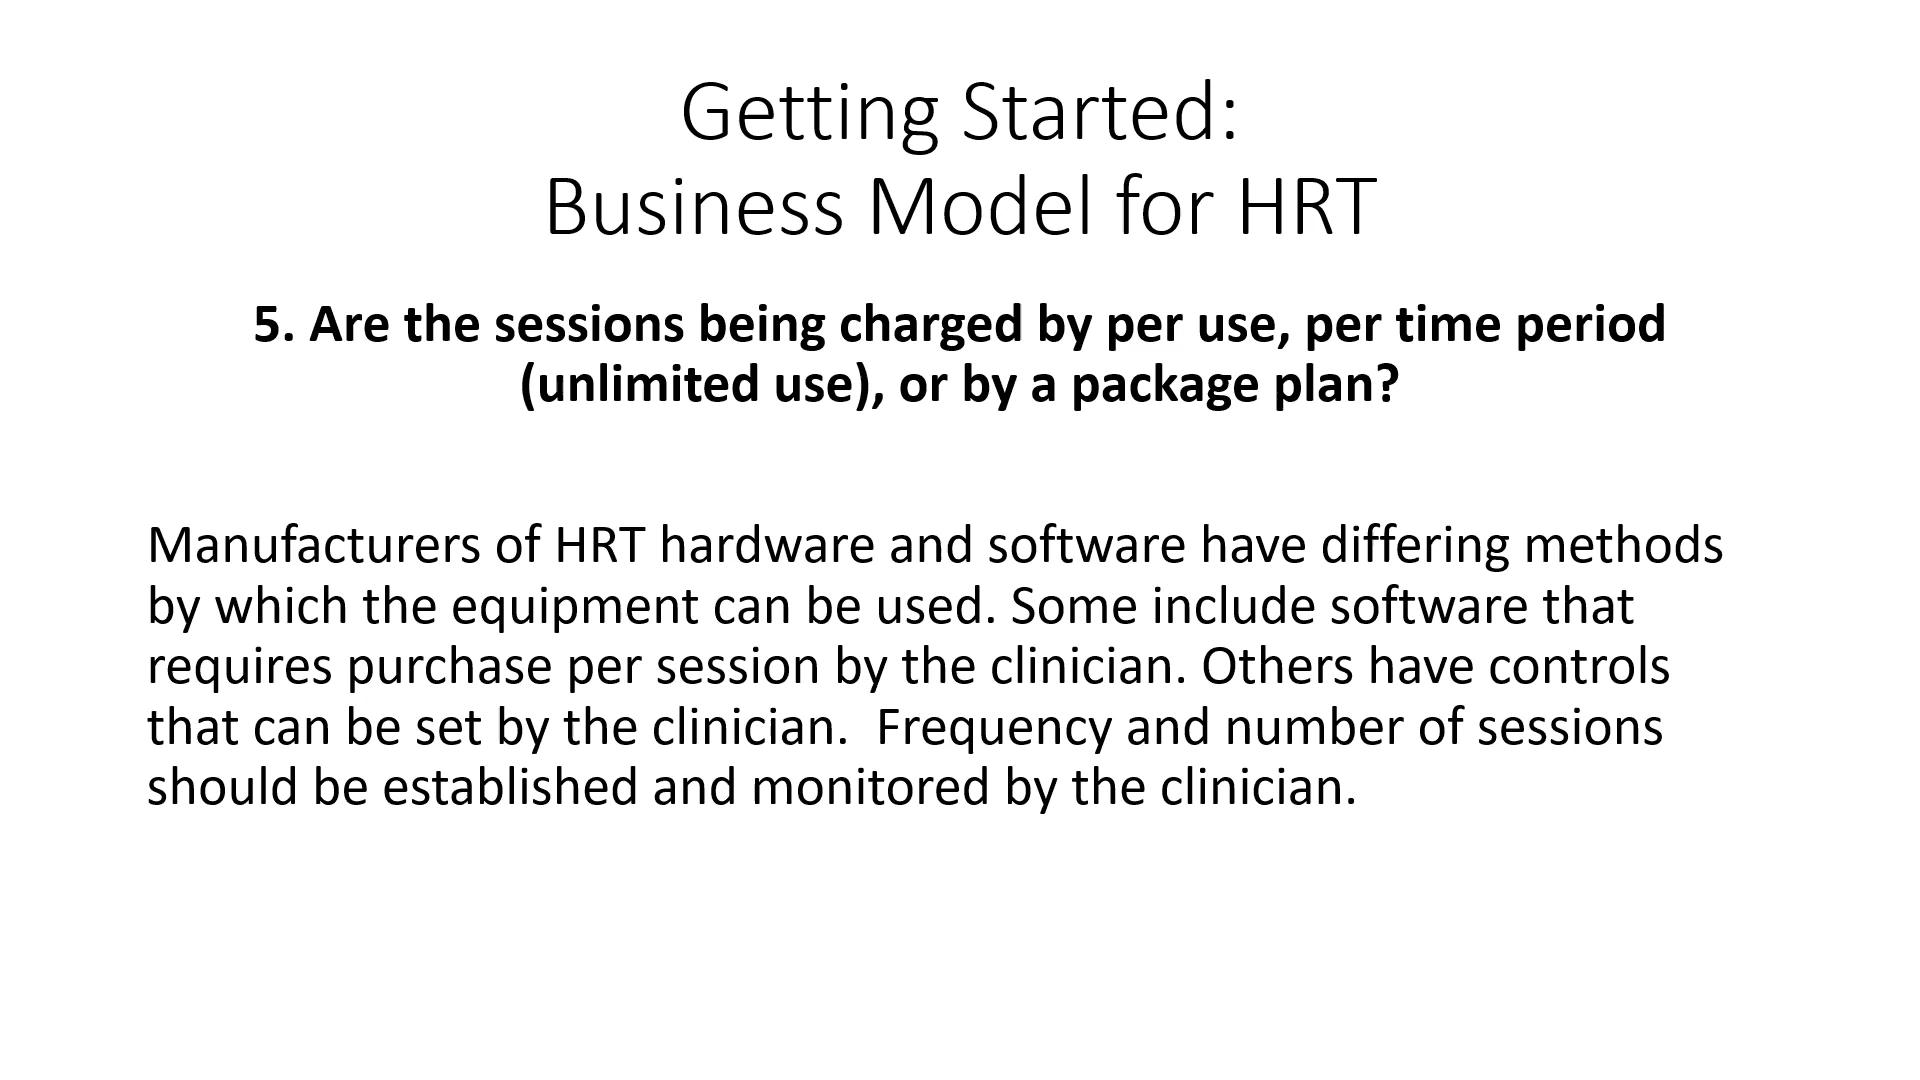 Getting Started:
Business Model for HRT
5. Are the sessions being charged by per use, per time period
(unlimited use), or by a package plan?
Manufacturers of HRT hardware and software have differing methods
by which the equipment can be used. Some include software that
requires purchase per session by the clinician. Others have controls
that can be set by the clinician.  Frequency and number of sessions
should be established and monitored by the clinician.